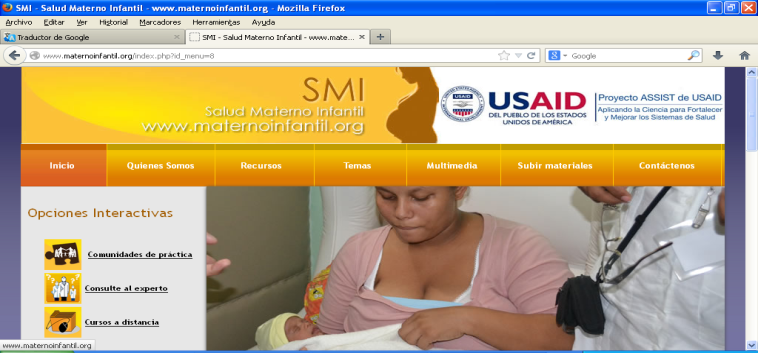 SMI - Salud Materno Infantil - www.maternoinfantil.org - Mozilla Firefox
Archivo Editar Ver Historial Marcadores Herramientas Ayuda
Traductor de Google
SMI - Salud Materno Infantil - www.mate...
www.maternoinfantil.org/index.php?id_menu=8
Google
SMI
Salud Materno Infantil
www.maternoinfantil.org
USAID
DEL PUEBLO DE LOS ESTADOS
UNIDOS DE AMÉRICA
Proyecto ASSIST de USAID
Aplicando la Ciencia para Fortalecer
y Mejorar los Sistemas de Salud
Inicio Quienes Somos Recursos Temas Multimedia Subir materiales Contáctenos
Opciones Interactivas
Comunidades de práctica
Consulte al experto
Cursos a distancia
www.maternoinfantil.org